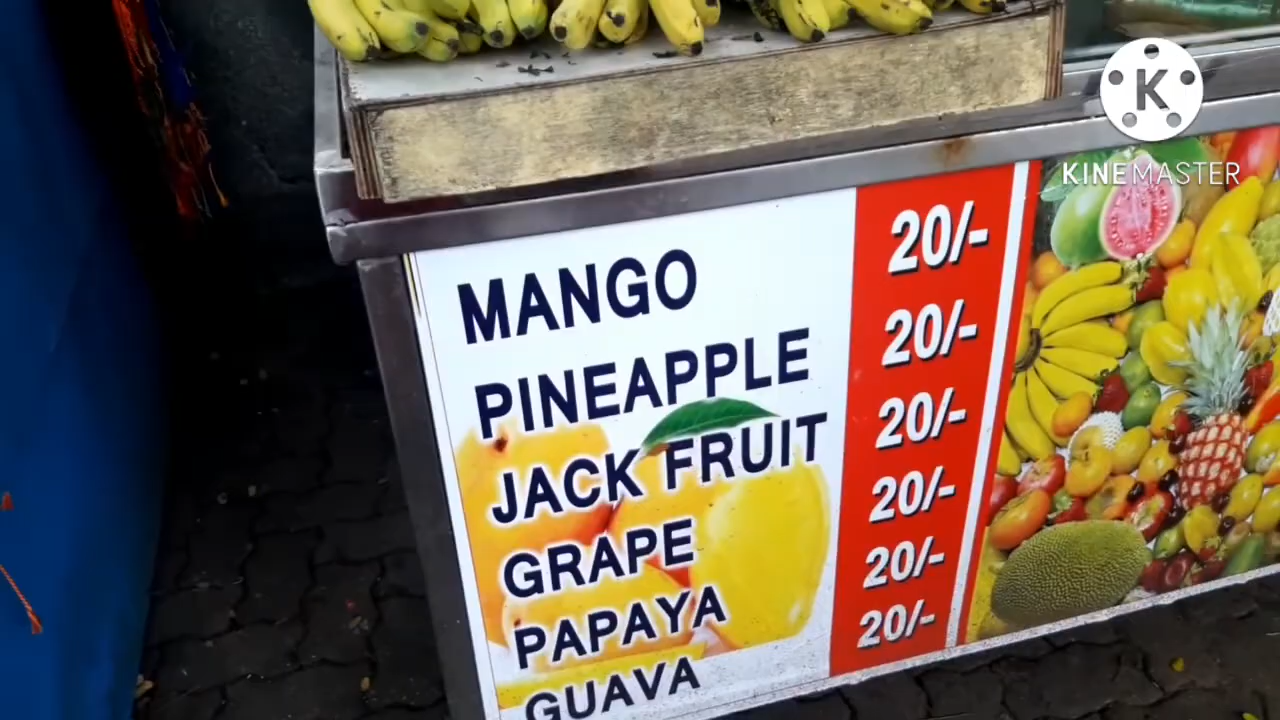 K
KINEMASTER
MANGO 20/-
PINEAPPLE 20/-
JACK FRUIT 20/-
GRAPE 20/-
PAPAYA 20/-
GUAVA 20/-